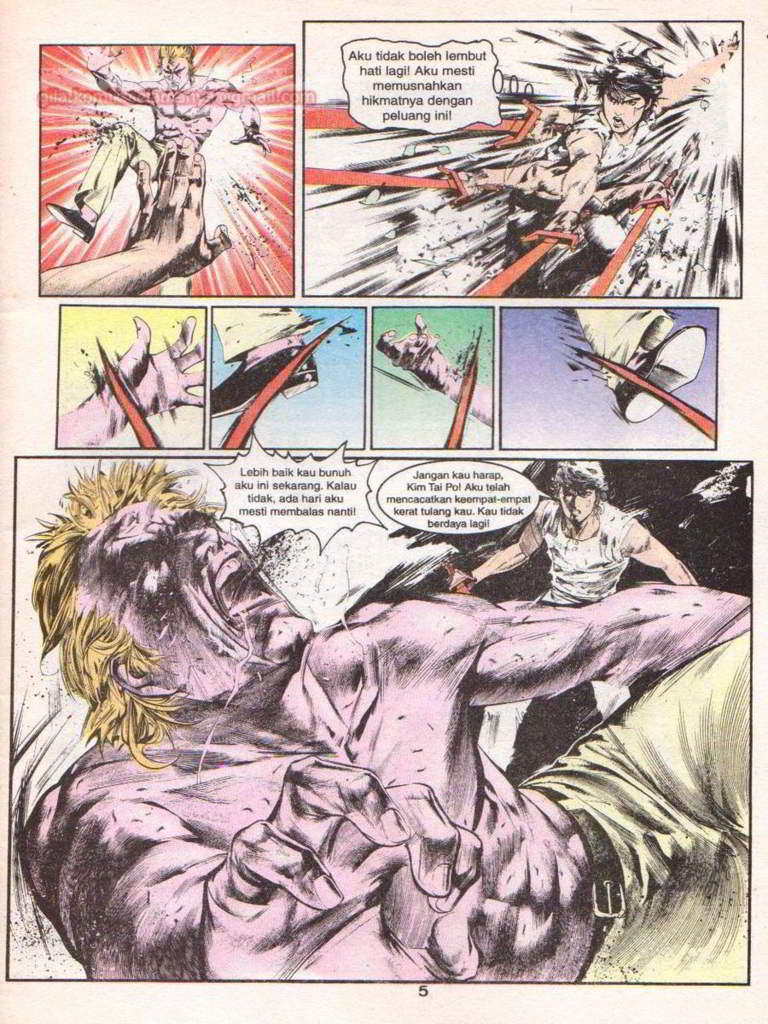 Aku tidak boleh lembut
hati lagi! Aku mesti
memusnahkan
hikmatnya dengan
peluang ini!
Lebih baik kau bunuh
aku ini sekarang. Kalau
tidak, ada hari aku
mesti membalas nanti!
Jangan kau harap,
Kim Tai Po! Aku telah
mencacatkan keempat-empat
kerat tulang kau. Kau tidak
berdaya lagi!
5